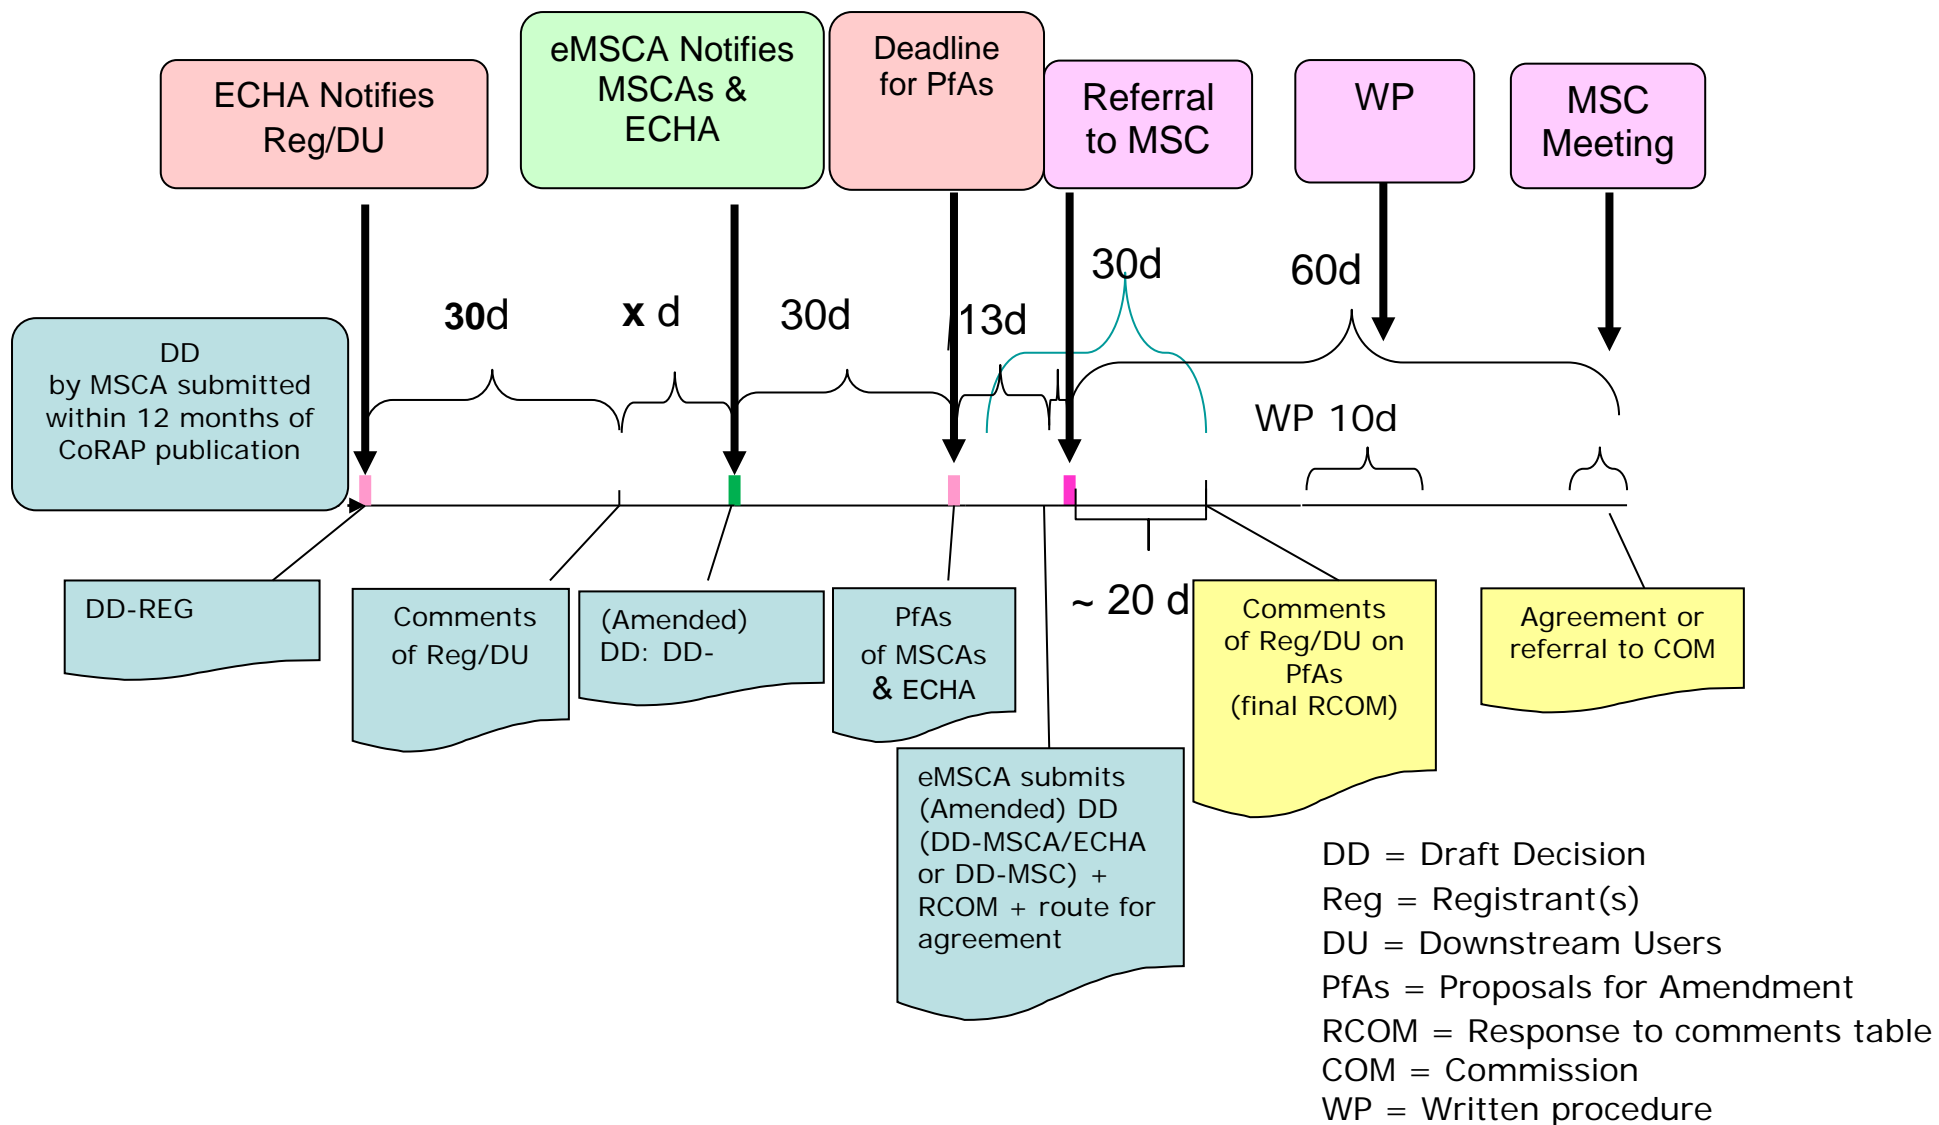 ECHA Notifies
Reg/DU
eMSCA Notifies
MSCAs &
ECHA
Deadline
for PfAs
Referral
to MSC
WP
MSC
Meeting
30d
x d
30d
13d
30d
60d
WP 10d
DD
by MSCA submitted
within 12 months of
CoRAP publication
DD-REG
Comments
of Reg/DU
(Amended)
DD: DD-
PfAs
of MSCAs
& ECHA
~ 20 d
Comments
of Reg/DU on
PfAs
(final RCOM)
Agreement or
referral to COM
eMSCA submits
(Amended) DD
(DD-MSCA/ECHA
or DD-MSC) +
RCOM + route for
agreement
DD = Draft Decision
Reg = Registrant(s)
DU = Downstream Users
PfAs = Proposals for Amendment
RCOM = Response to comments table
COM = Commission
WP = Written procedure